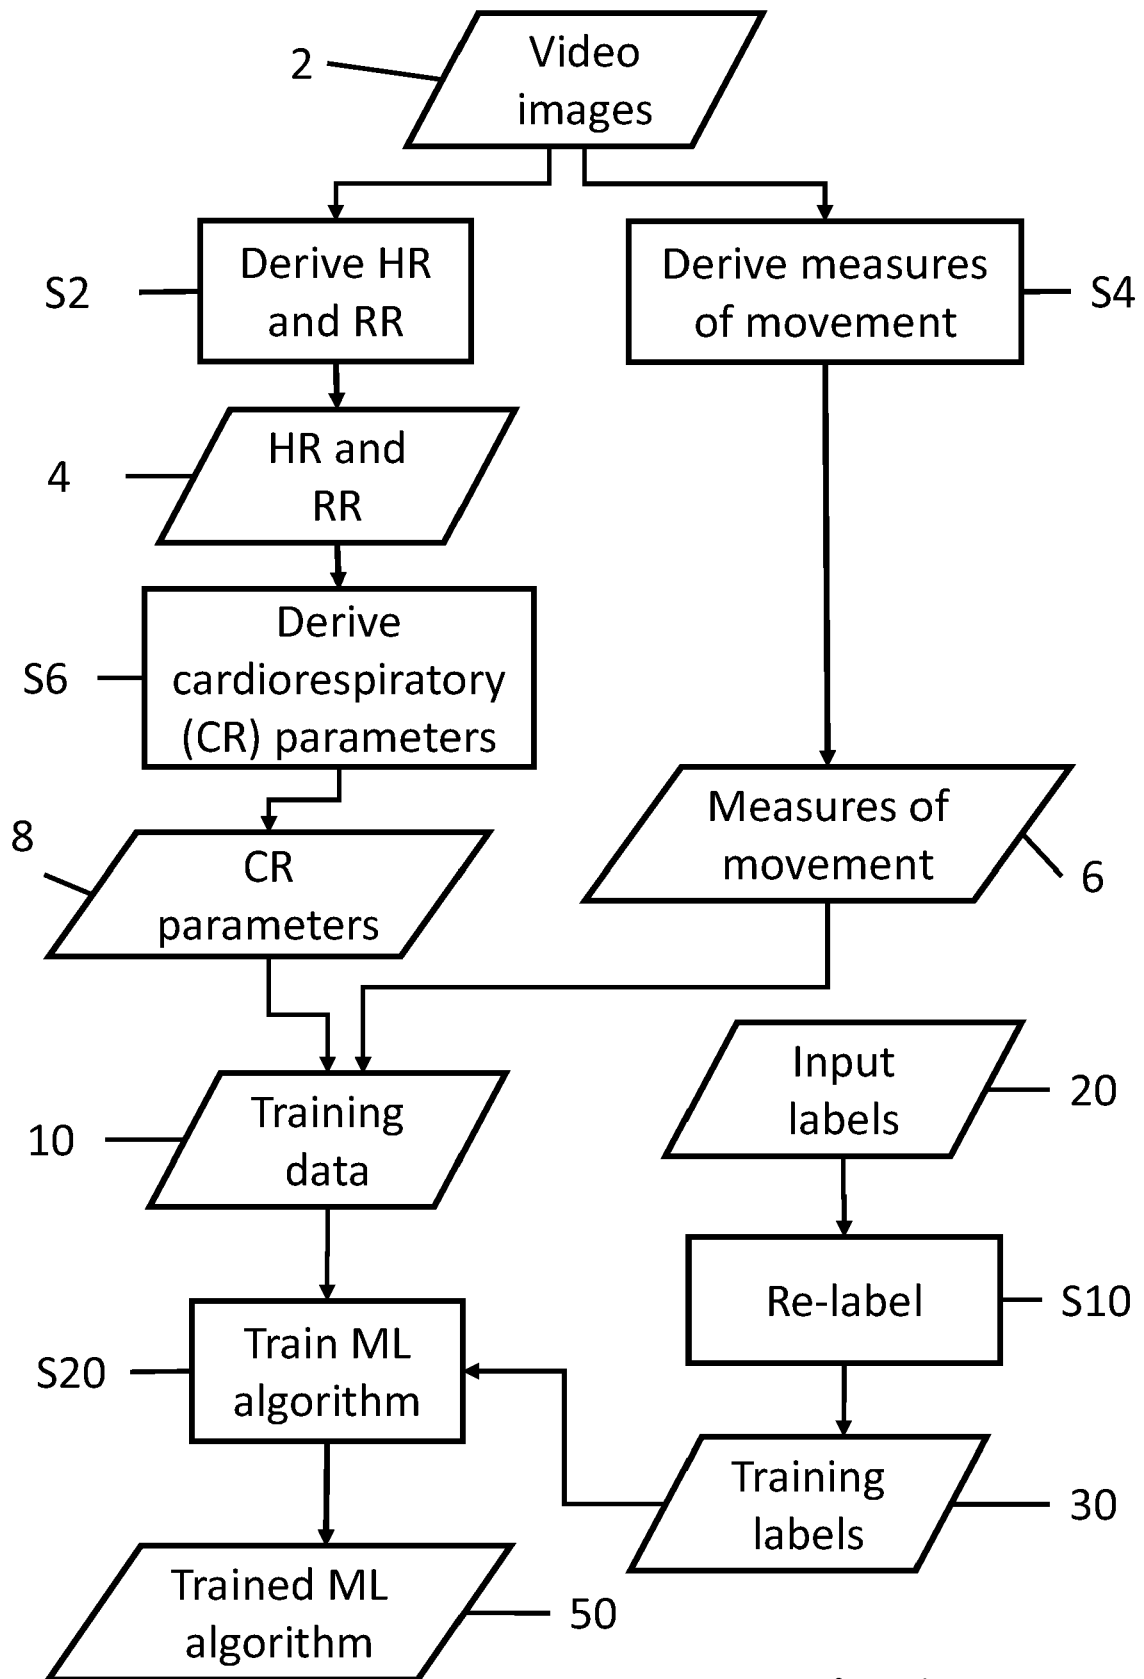 Video
images
2
Derive HR
and RR
S2
Derive measures
of movement
S4
HR and
RR
4
Derive
cardiorespiratory
(CR) parameters
S6
Measures of
movement
6
8
CR
parameters
Input
labels
20
Training
data
10
Re-label
S10
Train ML
algorithm
S20
Training
labels
30
Trained ML
algorithm
50